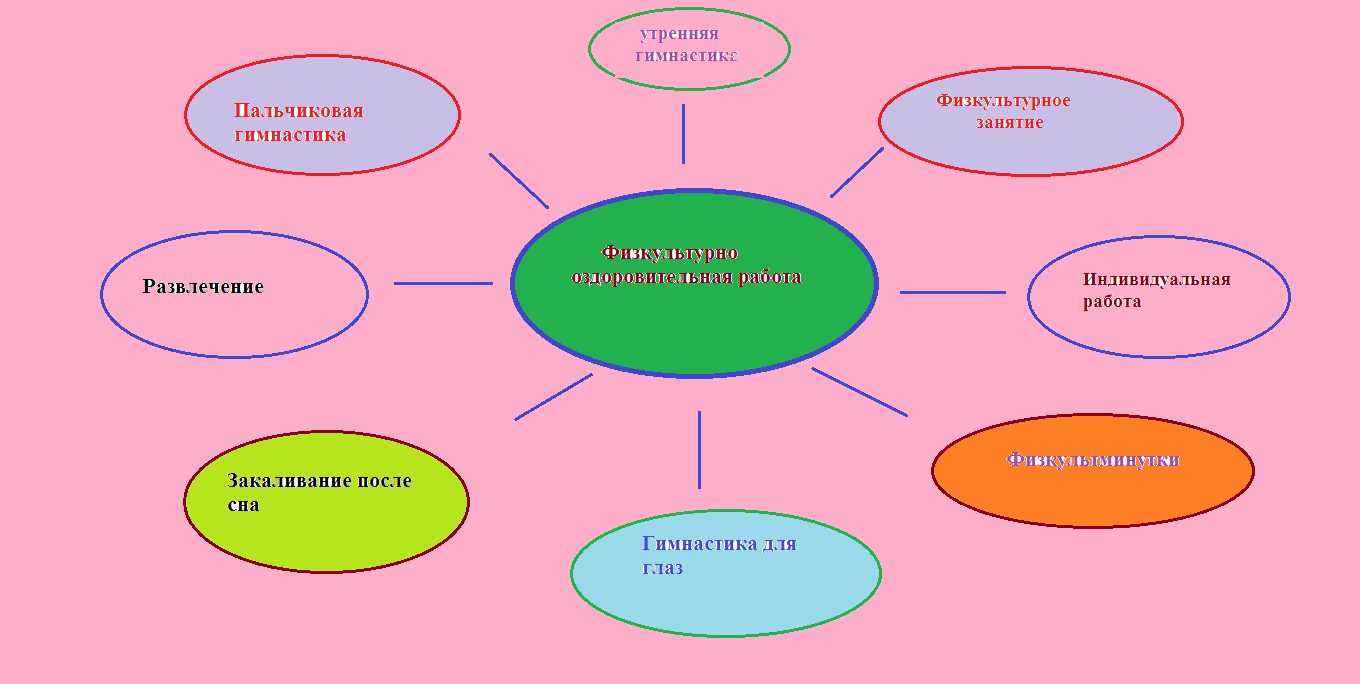 утренняя
гимнастика
Пальчиковая
гимнастика
Физкультурное
занятие
Физкультурно
оздоровительная работа
Развлечение
Индивидуальная
работа
Закаливание после
сна
Физкультминутки
Гимнастика для
глаз